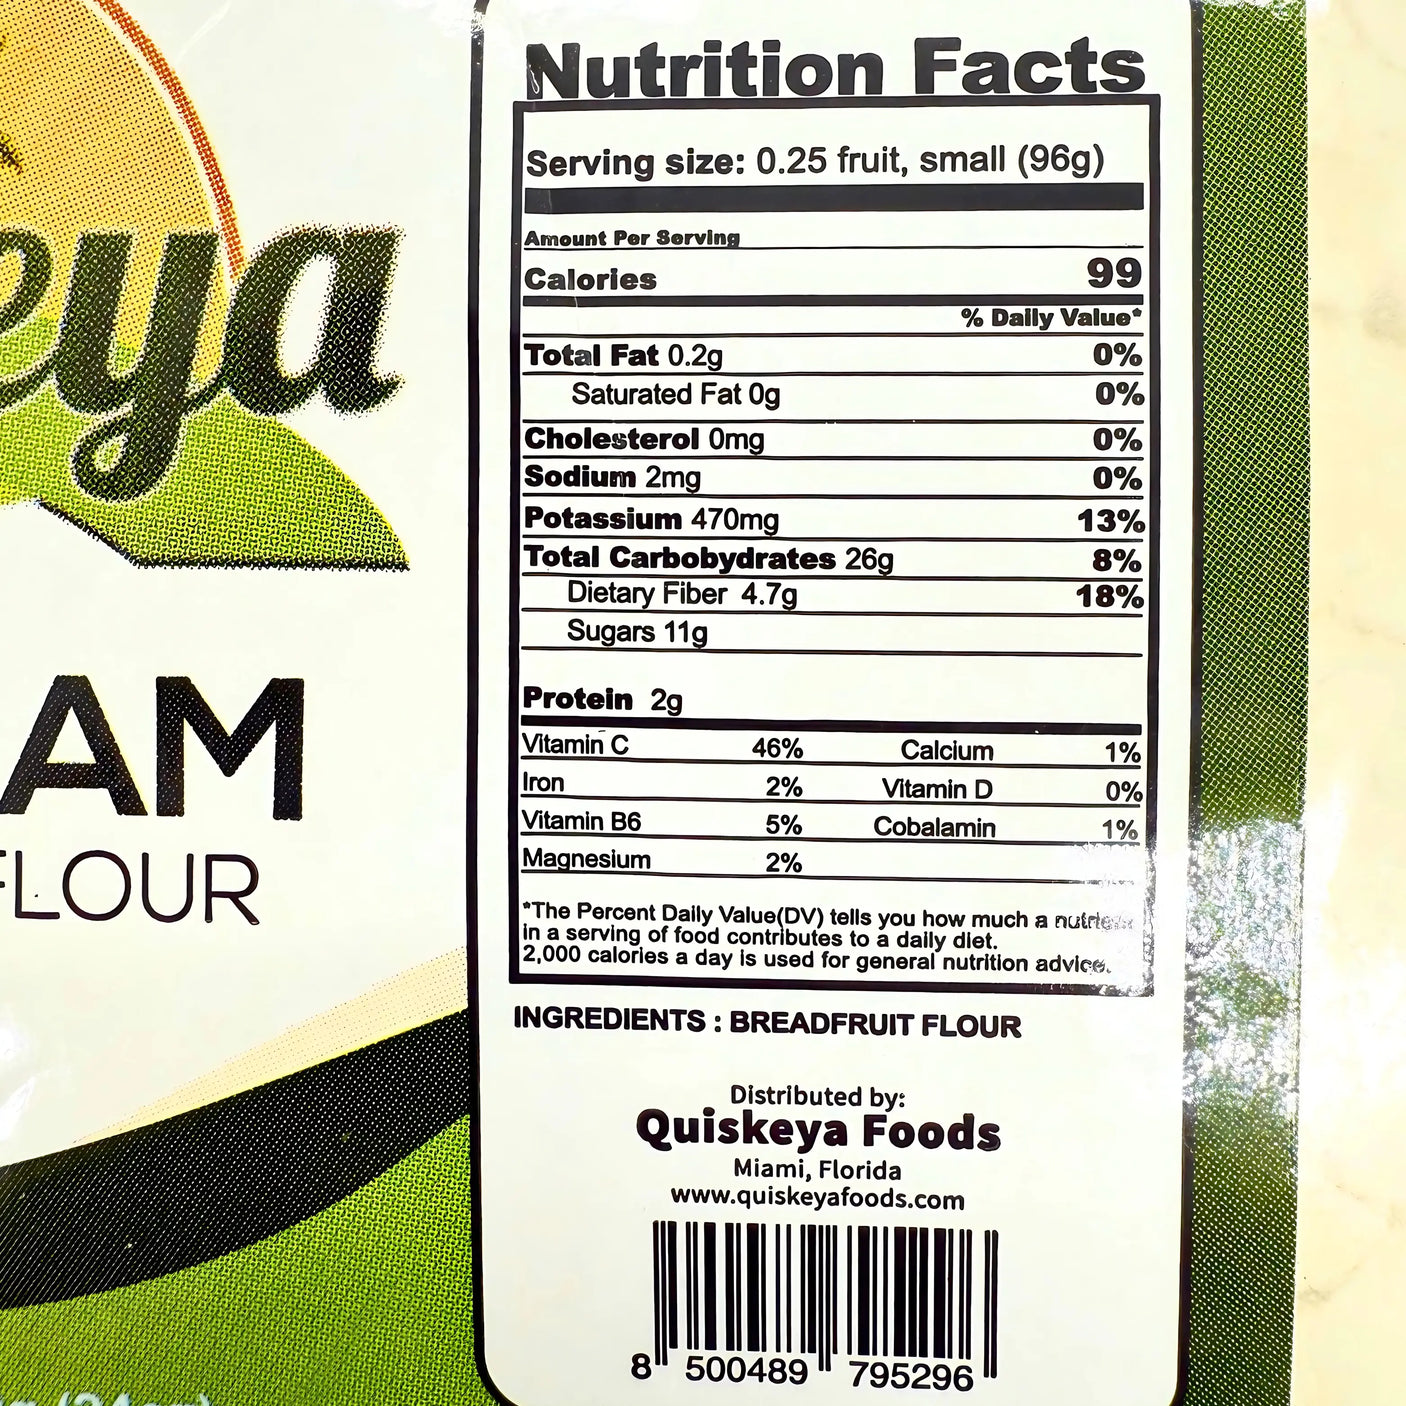 eya
AM
FLOUR
Nutrition Facts
Serving size: 0.25 fruit, small (96g)
Amount Per Serving
Calories 99
% Daily Value*
Total Fat 0.2g 0%
Saturated Fat 0g 0%
Cholesterol 0mg 0%
Sodium 2mg 0%
Potassium 470mg 13%
Total Carbobydrates 26g 8%
Dietary Fiber 4.7g 18%
Sugars 11g
Protein 2g
Vitamin C 46% Calcium 1%
Iron 2% Vitamin D 0%
Vitamin B6 5% Cobalamin 1%
Magnesium 2%
*The Percent Daily Value(DV) tells you how much a
in a serving of food contributes to a daily diet.
2,000 calories a day is used for general nutrition advice.
INGREDIENTS : BREADFRUIT FLOUR
Distributed by:
Quiskeya Foods
Miami, Florida
www.quiskeyafoods.com
8 500489 795296